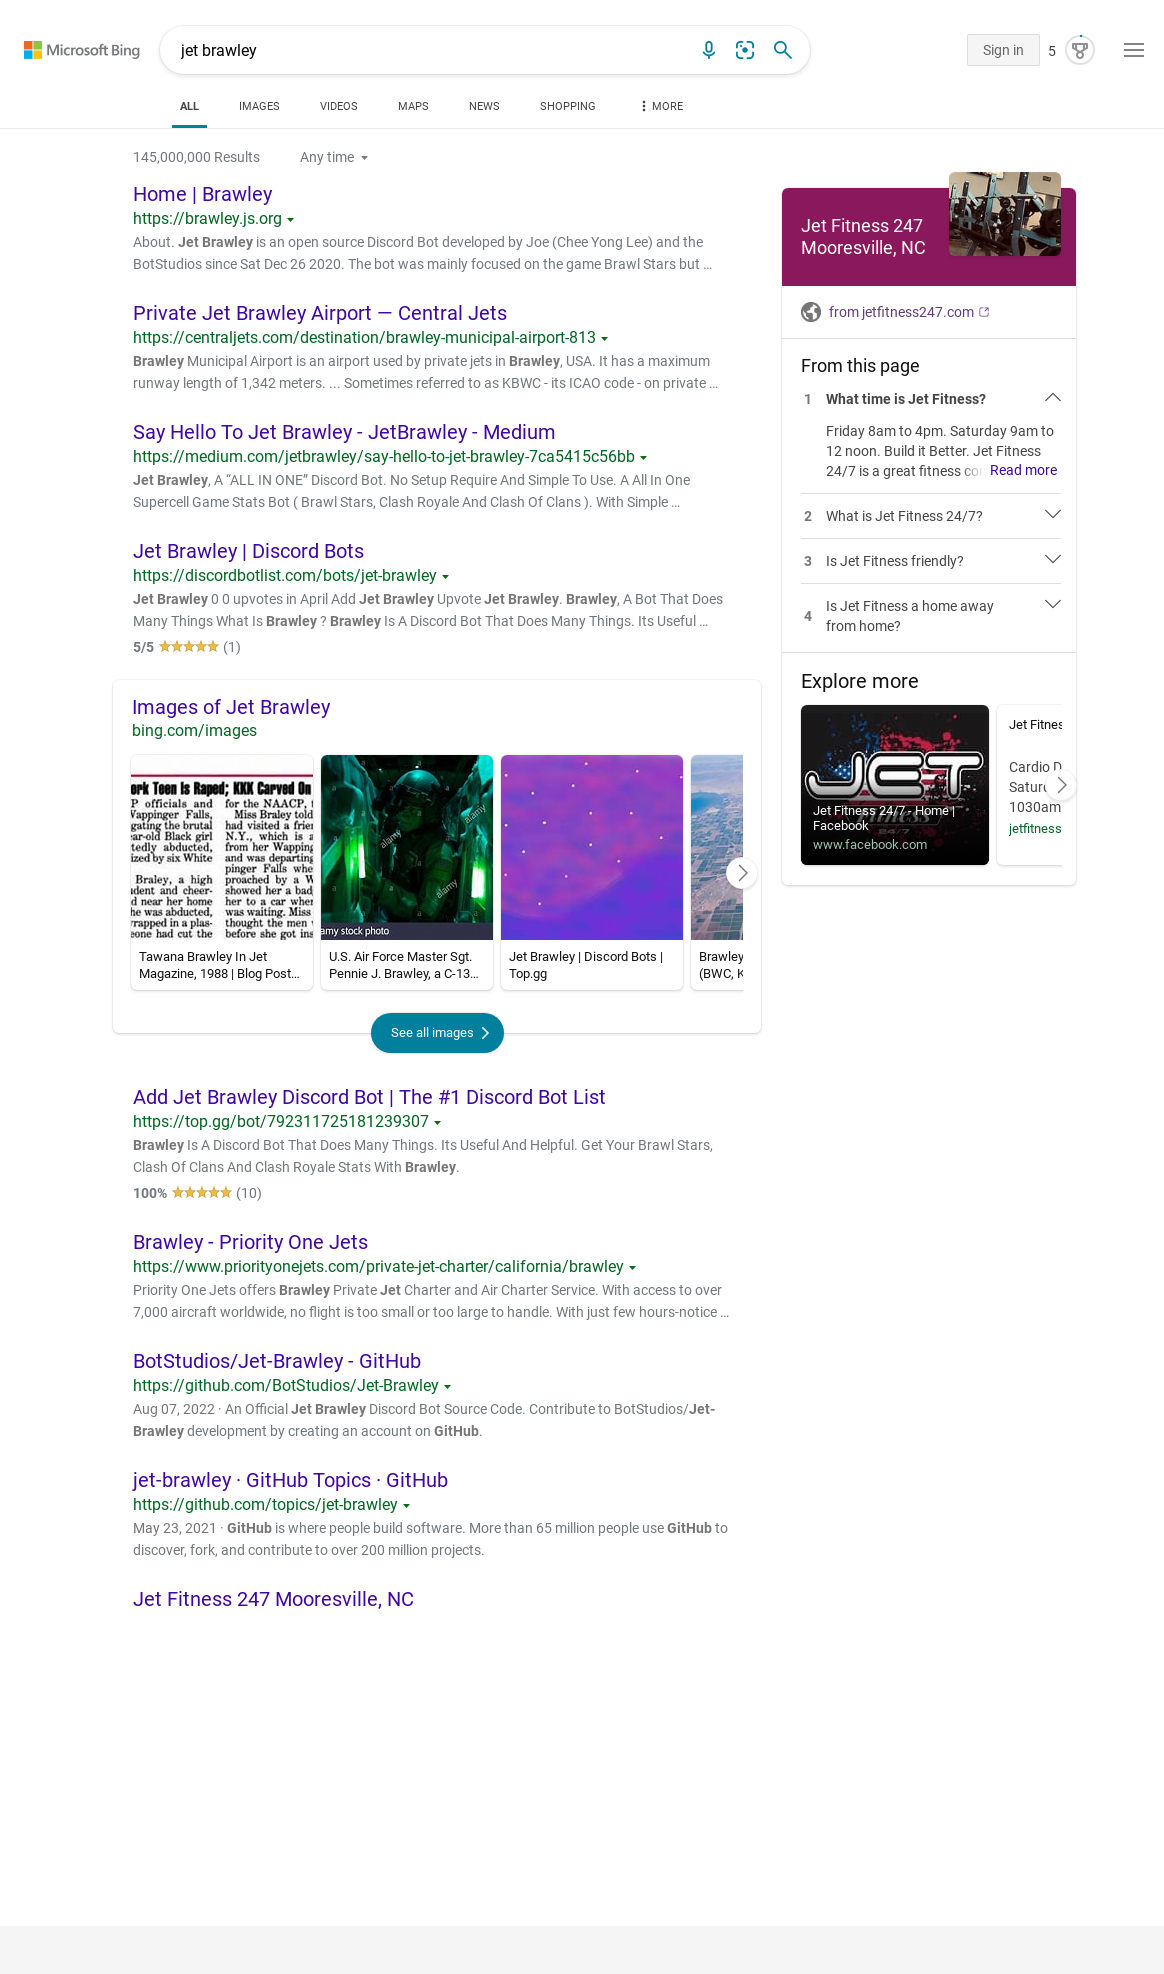 Microsoft Bing
jet brawley
Sign in
5
ALL
IMAGES
VIDEOS
MAPS
NEWS
SHOPPING
MORE
145,000,000 Results
Any time
Home | Brawley
https://brawley.js.org
About. Jet Brawley is an open source Discord Bot developed by Joe (Chee Yong Lee) and the
BotStudios since Sat Dec 26 2020. The bot was mainly focused on the game Brawl Stars but …
Private Jet Brawley Airport — Central Jets
https://centraljets.com/destination/brawley-municipal-airport-813
Brawley Municipal Airport is an airport used by private jets in Brawley, USA. It has a maximum
runway length of 1,342 meters. ... Sometimes referred to as KBWC - its ICAO code - on private …
Say Hello To Jet Brawley - JetBrawley - Medium
https://medium.com/jetbrawley/say-hello-to-jet-brawley-7ca5415c56bb
Jet Brawley, A “ALL IN ONE” Discord Bot. No Setup Require And Simple To Use. A All In One
Supercell Game Stats Bot ( Brawl Stars, Clash Royale And Clash Of Clans ). With Simple …
Jet Brawley | Discord Bots
https://discordbotlist.com/bots/jet-brawley
Jet Brawley 0 0 upvotes in April Add Jet Brawley Upvote Jet Brawley. Brawley, A Bot That Does
Many Things What Is Brawley ? Brawley Is A Discord Bot That Does Many Things. Its Useful …
5/5 (1)
Images of Jet Brawley
bing.com/images
ork Teen Is Raped; KKK Carved On
P officials and
Wappinger Falls,
gating the brutal
ear-old Black girl
tedly abducted,
ized by six White
Braley, a high
dent and cheer-
d near her home
he was abducted,
wrapped in a plas-
eone had cut the
for the NAACP, t
Miss Braley told
had visited a frie
N.Y., which is a
from her Wapping
and was departing
pinger Falls whe
proached by a W
showed her a bad
her to a car wher
was waiting. Miss
thought the men
before she got ins
Tawana Brawley In Jet
Magazine, 1988 | Blog Post…
alamy
alamy
alamy
a
a
a
a
amy stock photo
U.S. Air Force Master Sgt.
Pennie J. Brawley, a C-13…
Jet Brawley | Discord Bots |
Top.gg
Brawley
(BWC, K
See all images
Add Jet Brawley Discord Bot | The #1 Discord Bot List
https://top.gg/bot/792311725181239307
Brawley Is A Discord Bot That Does Many Things. Its Useful And Helpful. Get Your Brawl Stars,
Clash Of Clans And Clash Royale Stats With Brawley.
100% (10)
Brawley - Priority One Jets
https://www.priorityonejets.com/private-jet-charter/california/brawley
Priority One Jets offers Brawley Private Jet Charter and Air Charter Service. With access to over
7,000 aircraft worldwide, no flight is too small or too large to handle. With just few hours-notice …
BotStudios/Jet-Brawley - GitHub
https://github.com/BotStudios/Jet-Brawley
Aug 07, 2022 · An Official Jet Brawley Discord Bot Source Code. Contribute to BotStudios/Jet-
Brawley development by creating an account on GitHub.
jet-brawley · GitHub Topics · GitHub
https://github.com/topics/jet-brawley
May 23, 2021 · GitHub is where people build software. More than 65 million people use GitHub to
discover, fork, and contribute to over 200 million projects.
Jet Fitness 247 Mooresville, NC
Jet Fitness 247
Mooresville, NC
from jetfitness247.com
From this page
1 What time is Jet Fitness?
Friday 8am to 4pm. Saturday 9am to
12 noon. Build it Better. Jet Fitness
24/7 is a great fitness co Read more
2 What is Jet Fitness 24/7?
3 Is Jet Fitness friendly?
4 Is Jet Fitness a home away
from home?
Explore more
JET
Fitness
24/7
Jet Fitness 24/7 - Home |
Facebook
www.facebook.com
Jet Fitnes
Cardio D
Satur
1030am
jetfitness